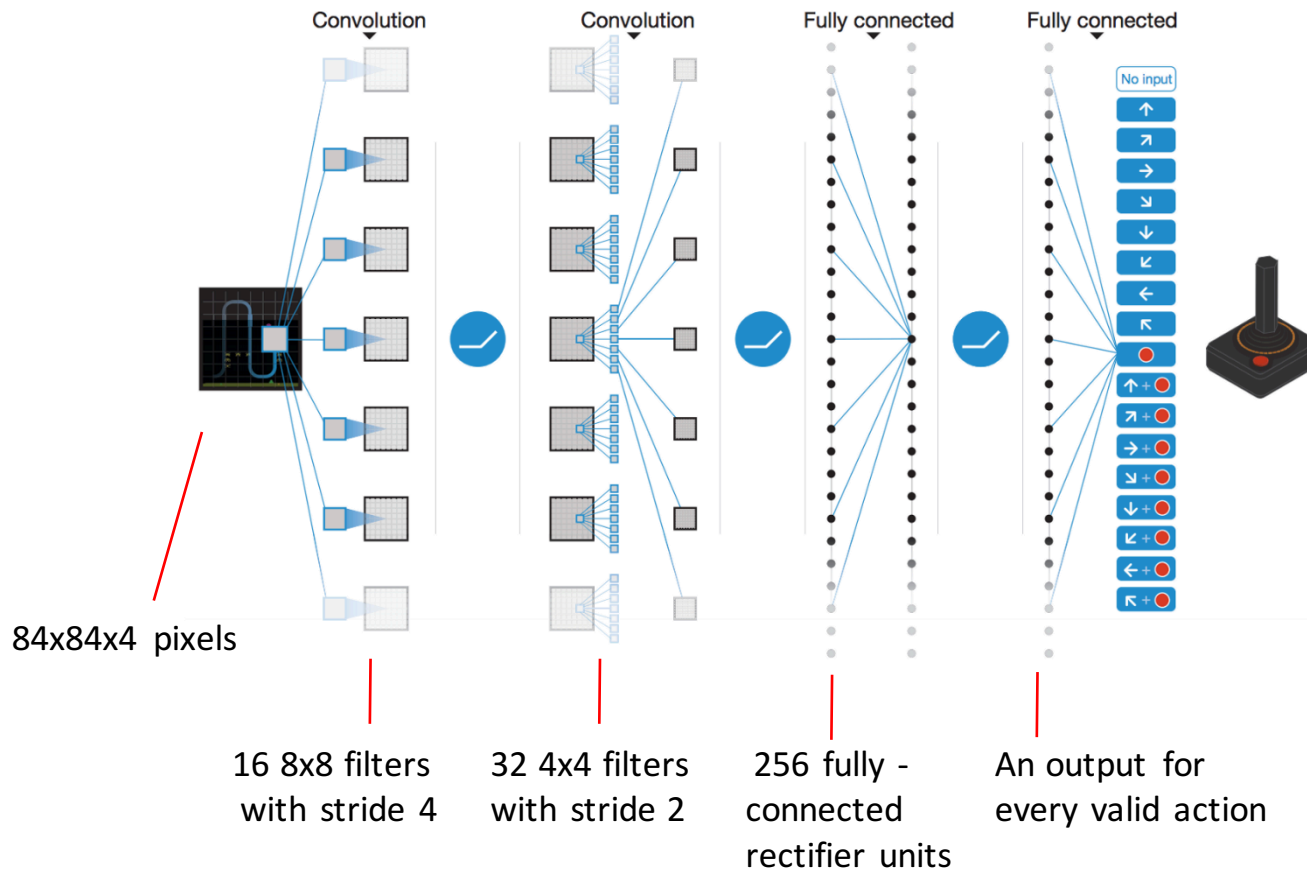 Convolution
Convolution
Fully connected
Fully connected
No input
↑
↗
→
↘
↓
↙
←
↖
↑ +
↗ +
→ +
↘ +
↓ +
↙ +
← +
↖ +
84x84x4 pixels
16 8x8 filters
with stride 4
32 4x4 filters
with stride 2
256 fully -
connected
rectifier units
An output for
every valid action